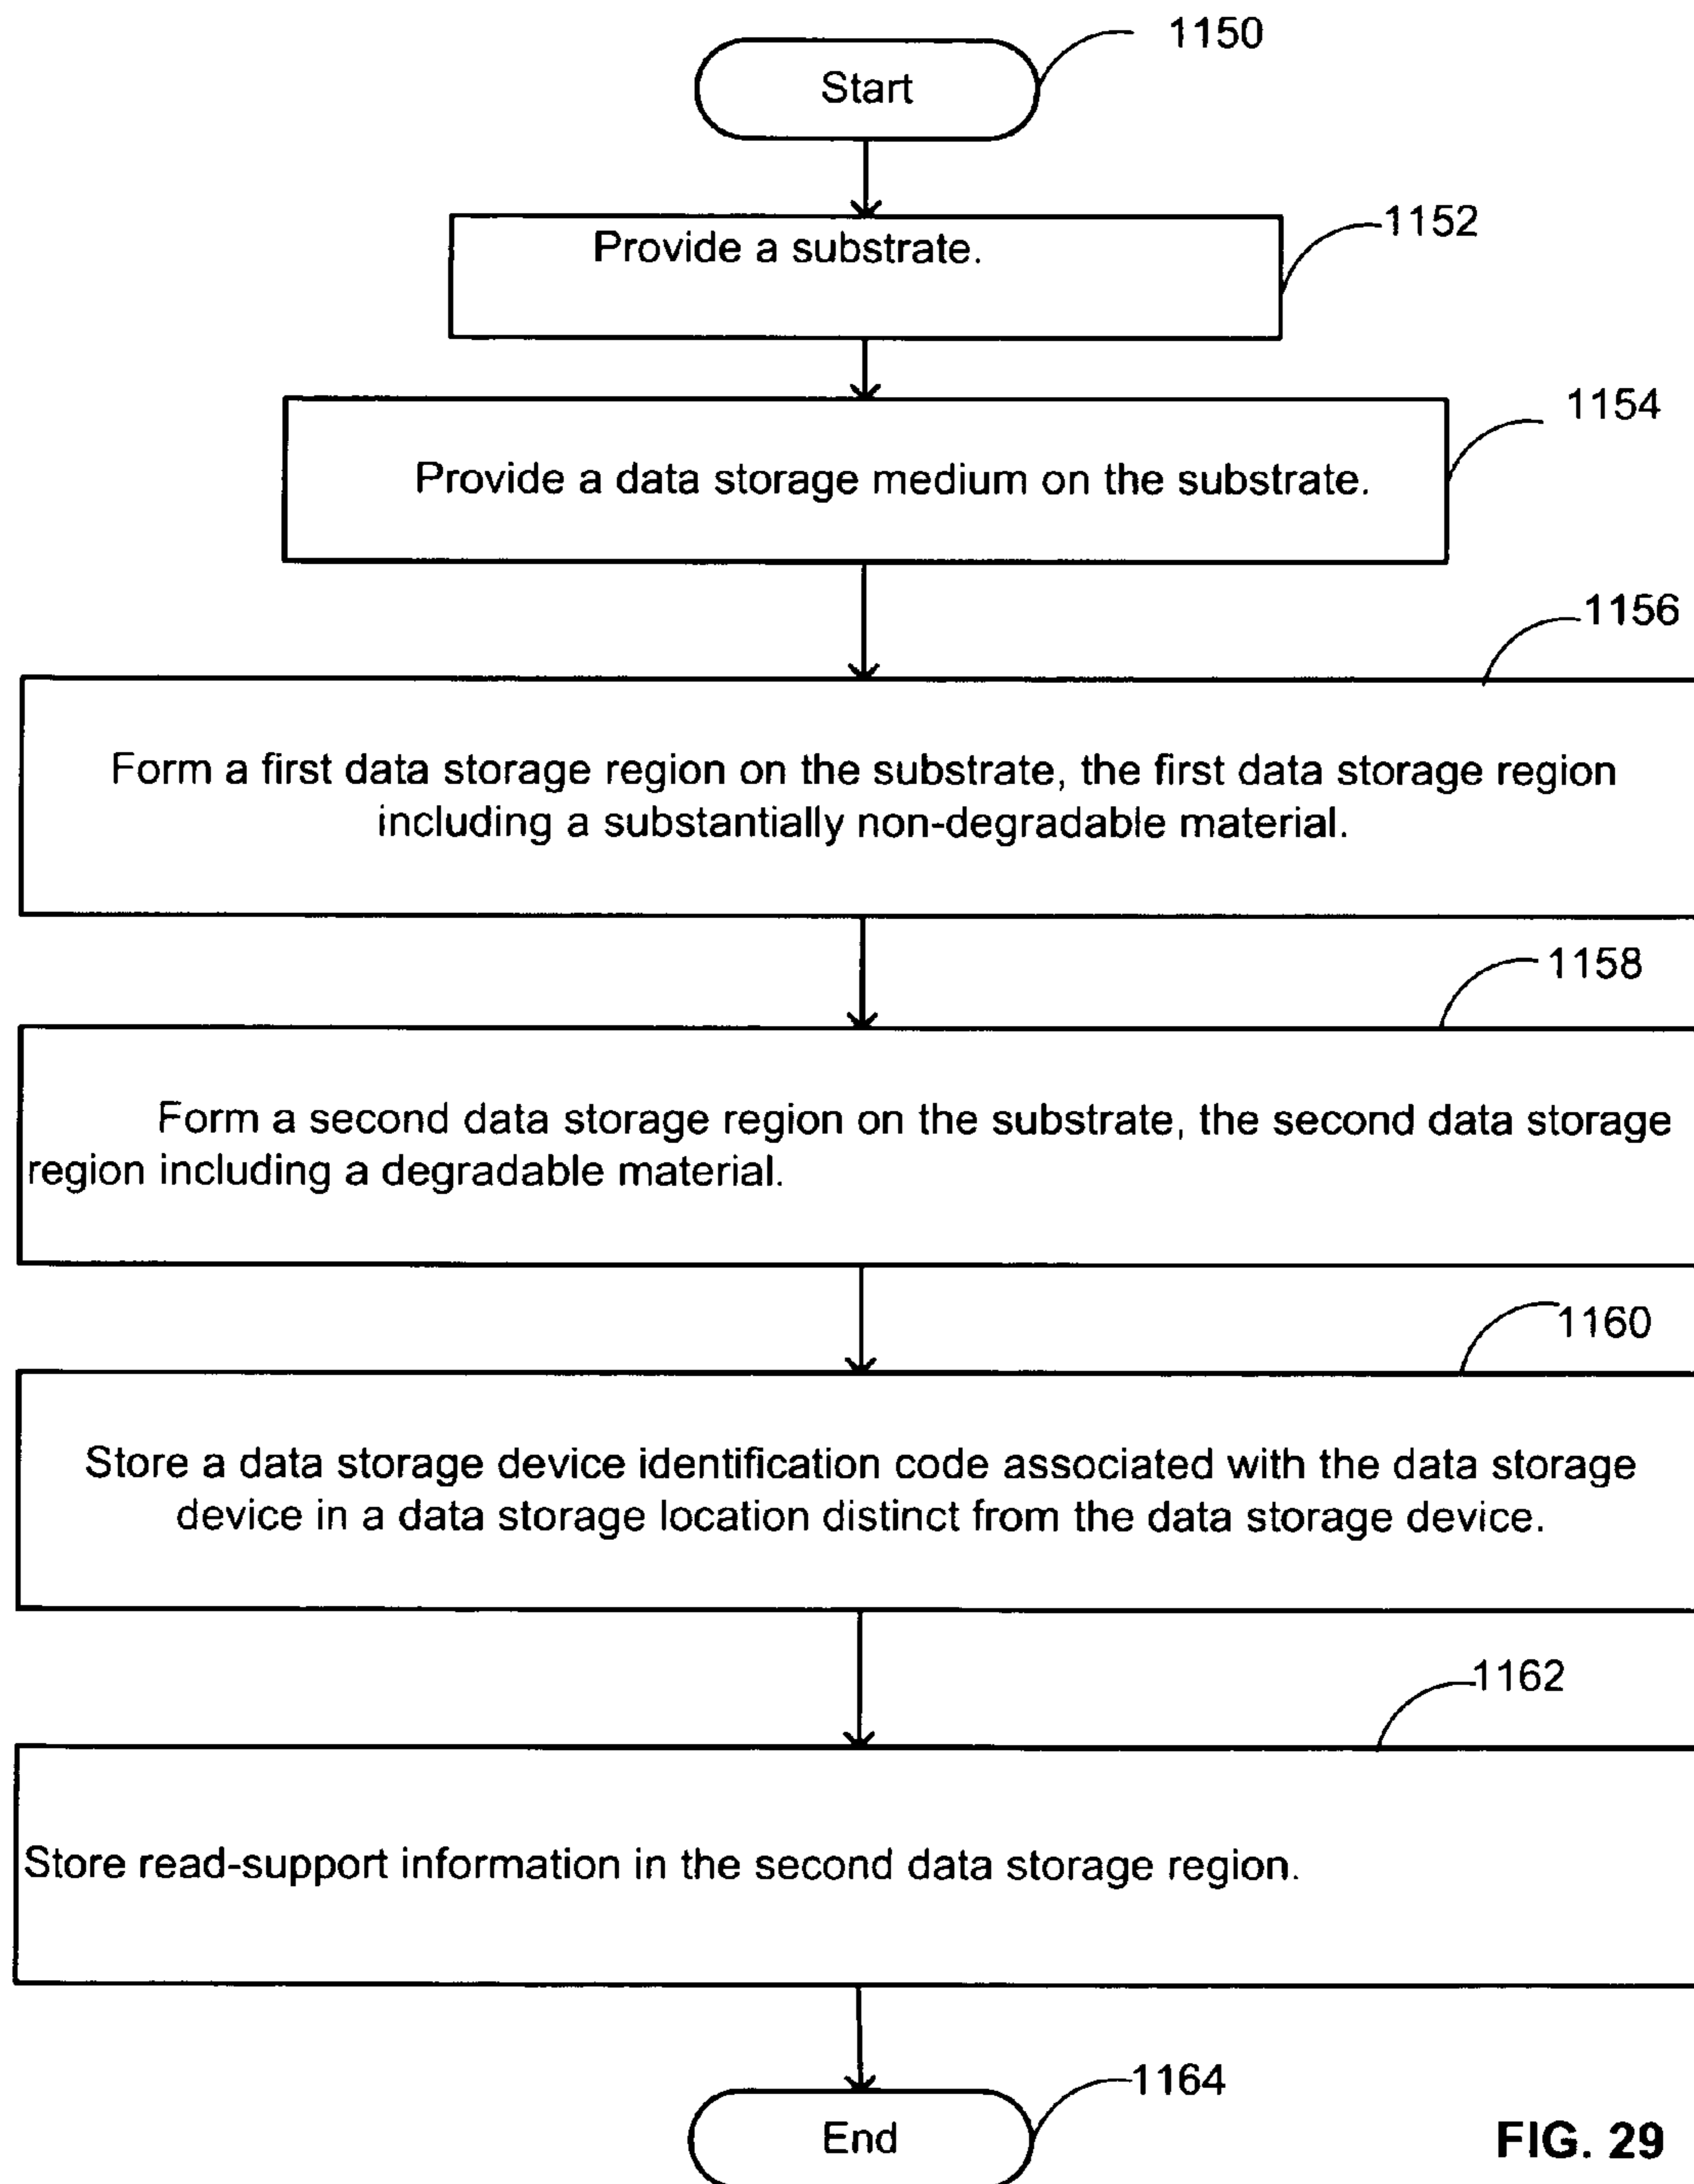 1150
Start
1152
Provide a substrate.
1154
Provide a data storage medium on the substrate.
1156
Form a first data storage region on the substrate, the first data storage region
including a substantially non-degradable material.
1158
Form a second data storage region on the substrate, the second data storage
region including a degradable material.
1160
Store a data storage device identification code associated with the data storage
device in a data storage location distinct from the data storage device.
1162
Store read-support information in the second data storage region.
1164
End
FIG. 29